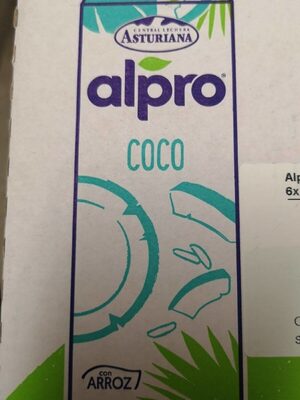 CENTRAL LECHERA
ASTURIANA
alpro
COCO
Alp
6x
con
ARROZ